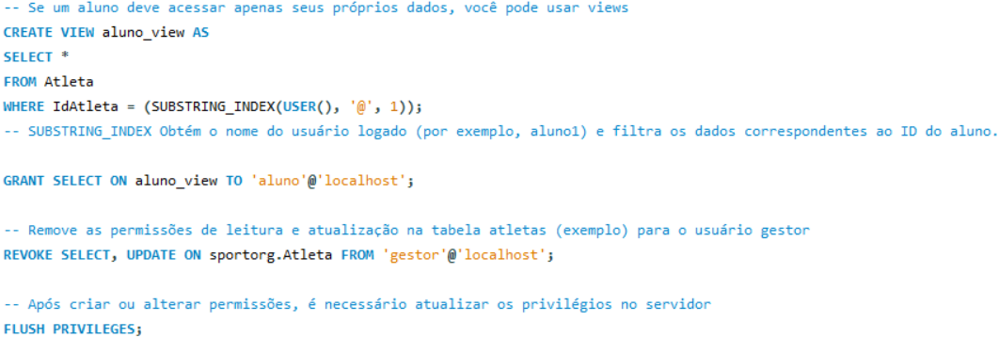 -- Se um aluno deve acessar apenas seus próprios dados, você pode usar views
CREATE VIEW aluno_view AS
SELECT *
FROM Atleta
WHERE IdAtleta = (SUBSTRING_INDEX(USER(), '@', 1));
-- SUBSTRING_INDEX Obtém o nome do usuário logado (por exemplo, aluno1) e filtra os dados correspondentes ao ID do aluno.
GRANT SELECT ON aluno_view TO 'aluno'@'localhost';
-- Remove as permissões de leitura e atualização na tabela atletas (exemplo) para o usuário gestor
REVOKE SELECT, UPDATE ON sportorg.Atleta FROM 'gestor'@'localhost';
-- Após criar ou alterar permissões, é necessário atualizar os privilégios no servidor
FLUSH PRIVILEGES;